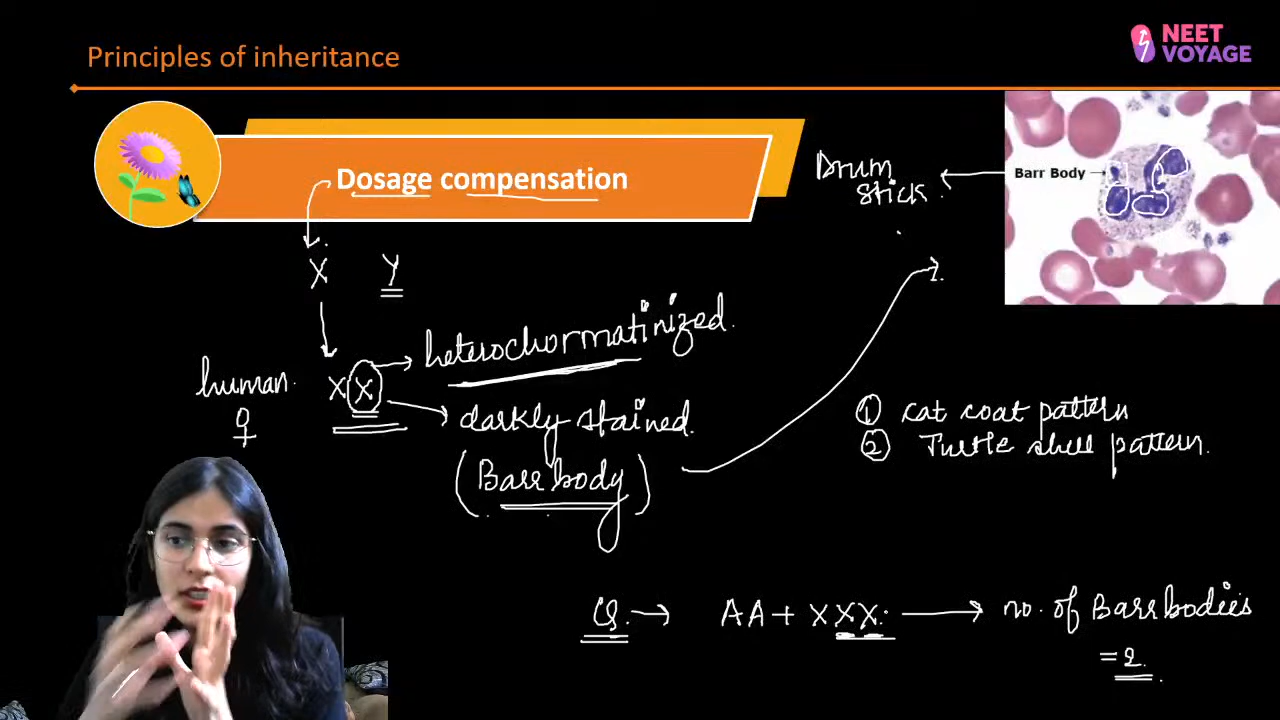 Principles of inheritance
NEET
VOYAGE
Dosage compensation
Drum
stick
Barr Body
X Y
heterochormatinized.
human. XX
♀
darkly stained.
(Barr body)
① cat coat pattern
② Turtle shell pattern.
Q. → AA + XXX. → no. of Barr bodies
= 2.